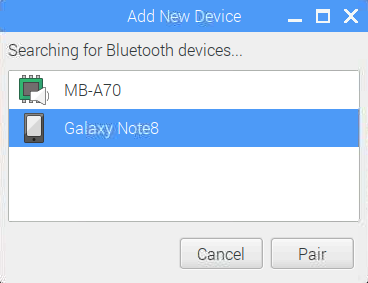 Add New Device
Searching for Bluetooth devices...
MB-A70
Galaxy Note8
Cancel Pair